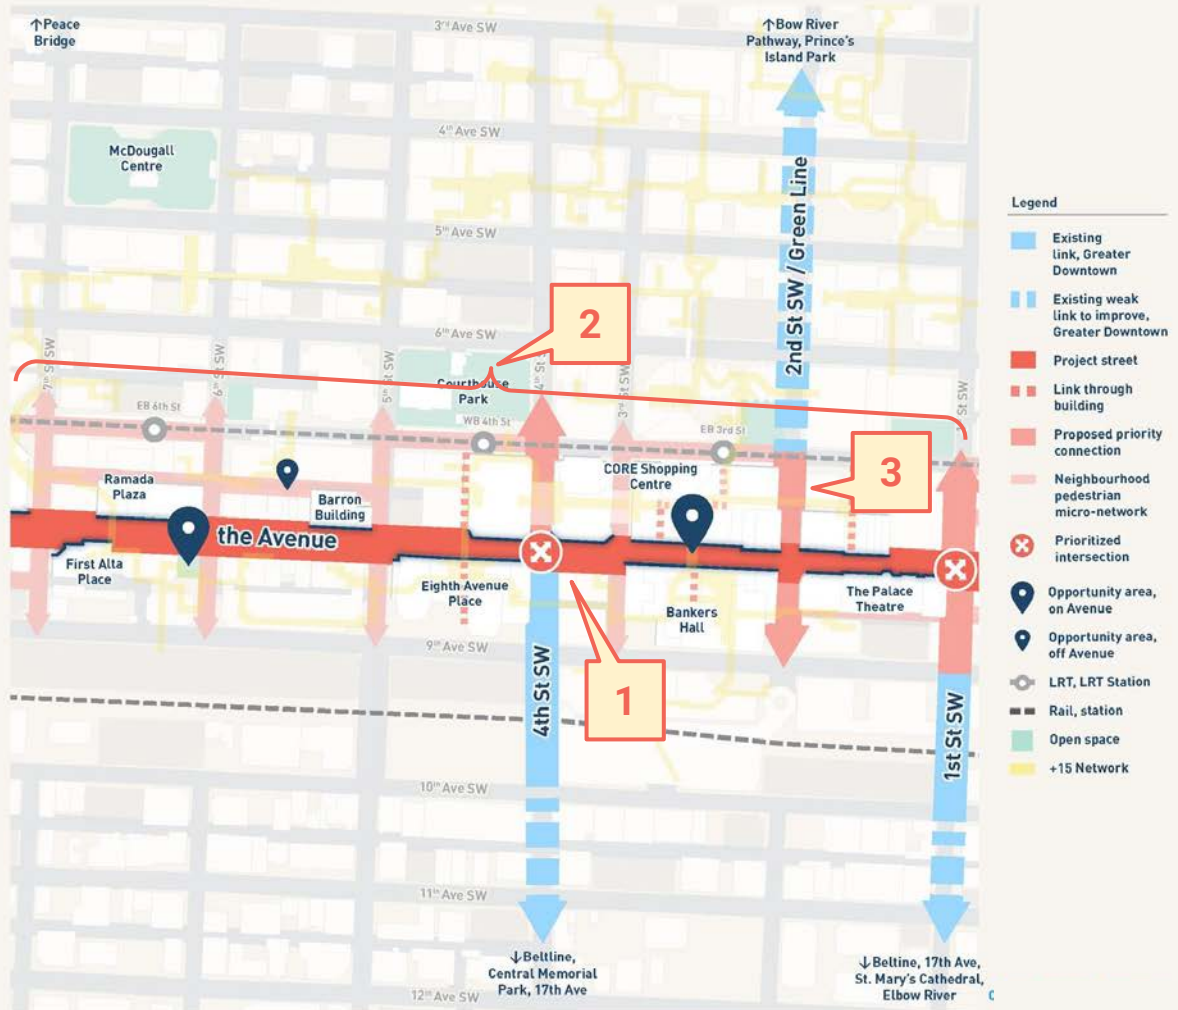 ↑Peace
Bridge
3rd Ave SW
↑Bow River
Pathway, Prince's
Island Park
4th Ave SW
McDougall
Centre
5th Ave SW
2nd St SW / Green Line
6th Ave SW
2
7th St SW
6th St SW
5th St SW
Courthouse
Park
4th S
3rd St SW
St SW
EB 6th St
WB 4th St
EB 3rd St
3
Ramada
Plaza
Barron
Building
CORE Shopping
Centre
the Avenue
First Alta
Place
Eighth Avenue
Place
Bankers
Hall
The Palace
Theatre
9th Ave SW
1
4th St SW
1st St SW
10th Ave SW
11th Ave SW
12th Ave SW
↓Beltline,
Central Memorial
Park, 17th Ave
↓Beltine, 17th Ave,
St. Mary's Cathedral,
Elbow River
Legend
Existing
link, Greater
Downtown
Existing weak
link to improve,
Greater Downtown
Project street
Link through
building
Proposed priority
connection
Neighbourhood
pedestrian
micro-network
Prioritized
intersection
Opportunity area,
on Avenue
Opportunity area,
off Avenue
LRT, LRT Station
Rail, station
Open space
+15 Network